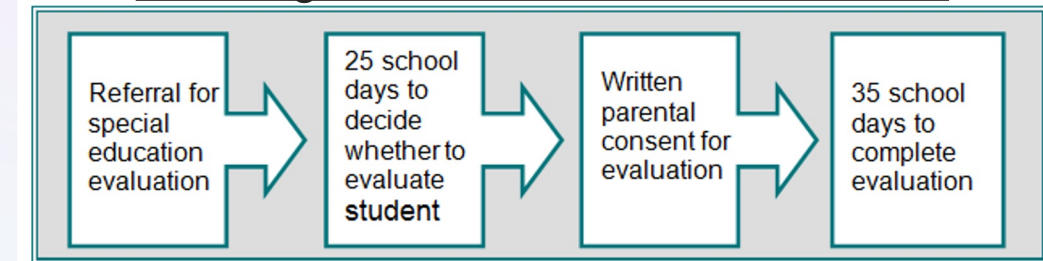 Referral for
special
education
evaluation
25 school
days to
decide
whether to
evaluate
student
Written
parental
consent for
evaluation
35 school
days to
complete
evaluation